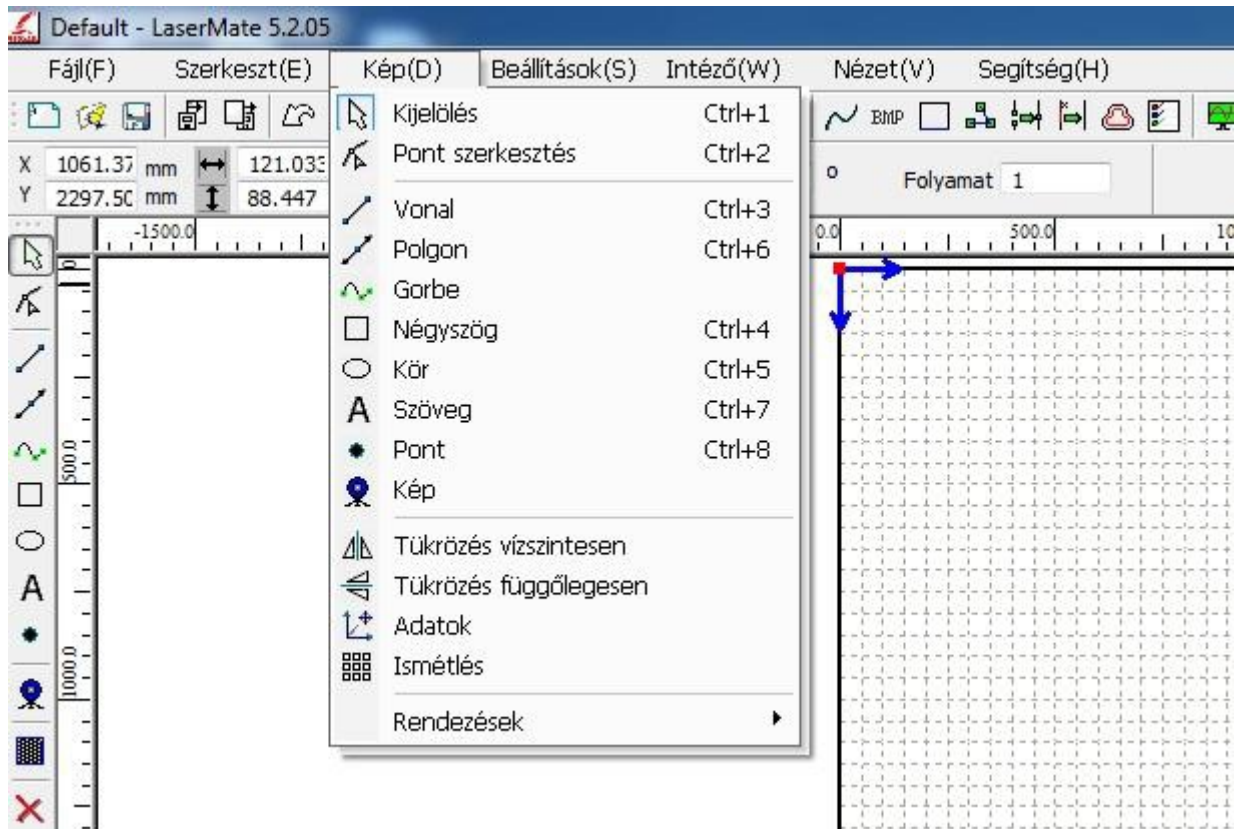 Default - LaserMate 5.2.05
Fájl(F) Szerkeszt(E) Kép(D) Beállítások(S) Intéző(W) Nézet(V) Segítség(H)
BMP
X 1061.37 mm 121.033
Y 2297.50 mm 88.447
° Folyamat 1
-1500.0 0.0 500.0 10
0
500.0
1000.0
Kijelölés Ctrl+1
Pont szerkesztés Ctrl+2
Vonal Ctrl+3
Polgon Ctrl+6
Gorbe
Négyszög Ctrl+4
Kör Ctrl+5
A Szöveg Ctrl+7
Pont Ctrl+8
Kép
Tükrözés vízszintesen
Tükrözés függőlegesen
Adatok
Ismétlés
Rendezések
A